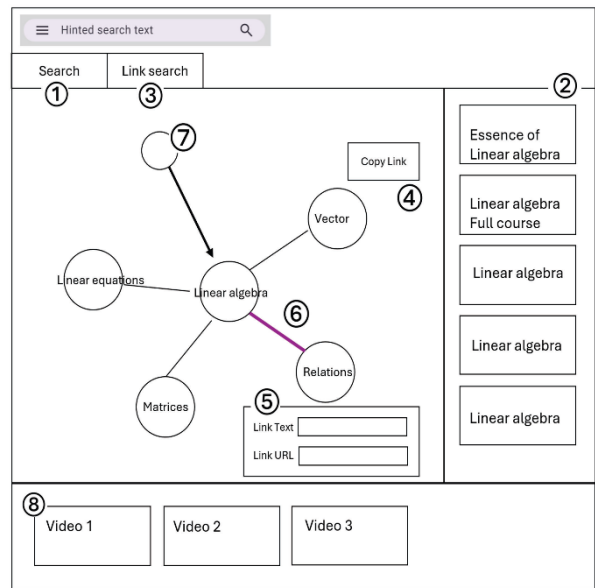 Hinted search text
Search
Link search
①
③
②
Essence of
Linear algebra
⑦
Copy Link
④
Linear algebra
Full course
Vector
Linear equations
Linear algebra
Linear algebra
⑥
Linear algebra
Relations
Matrices
⑤
Link Text
Link URL
Linear algebra
⑧
Video 1
Video 2
Video 3